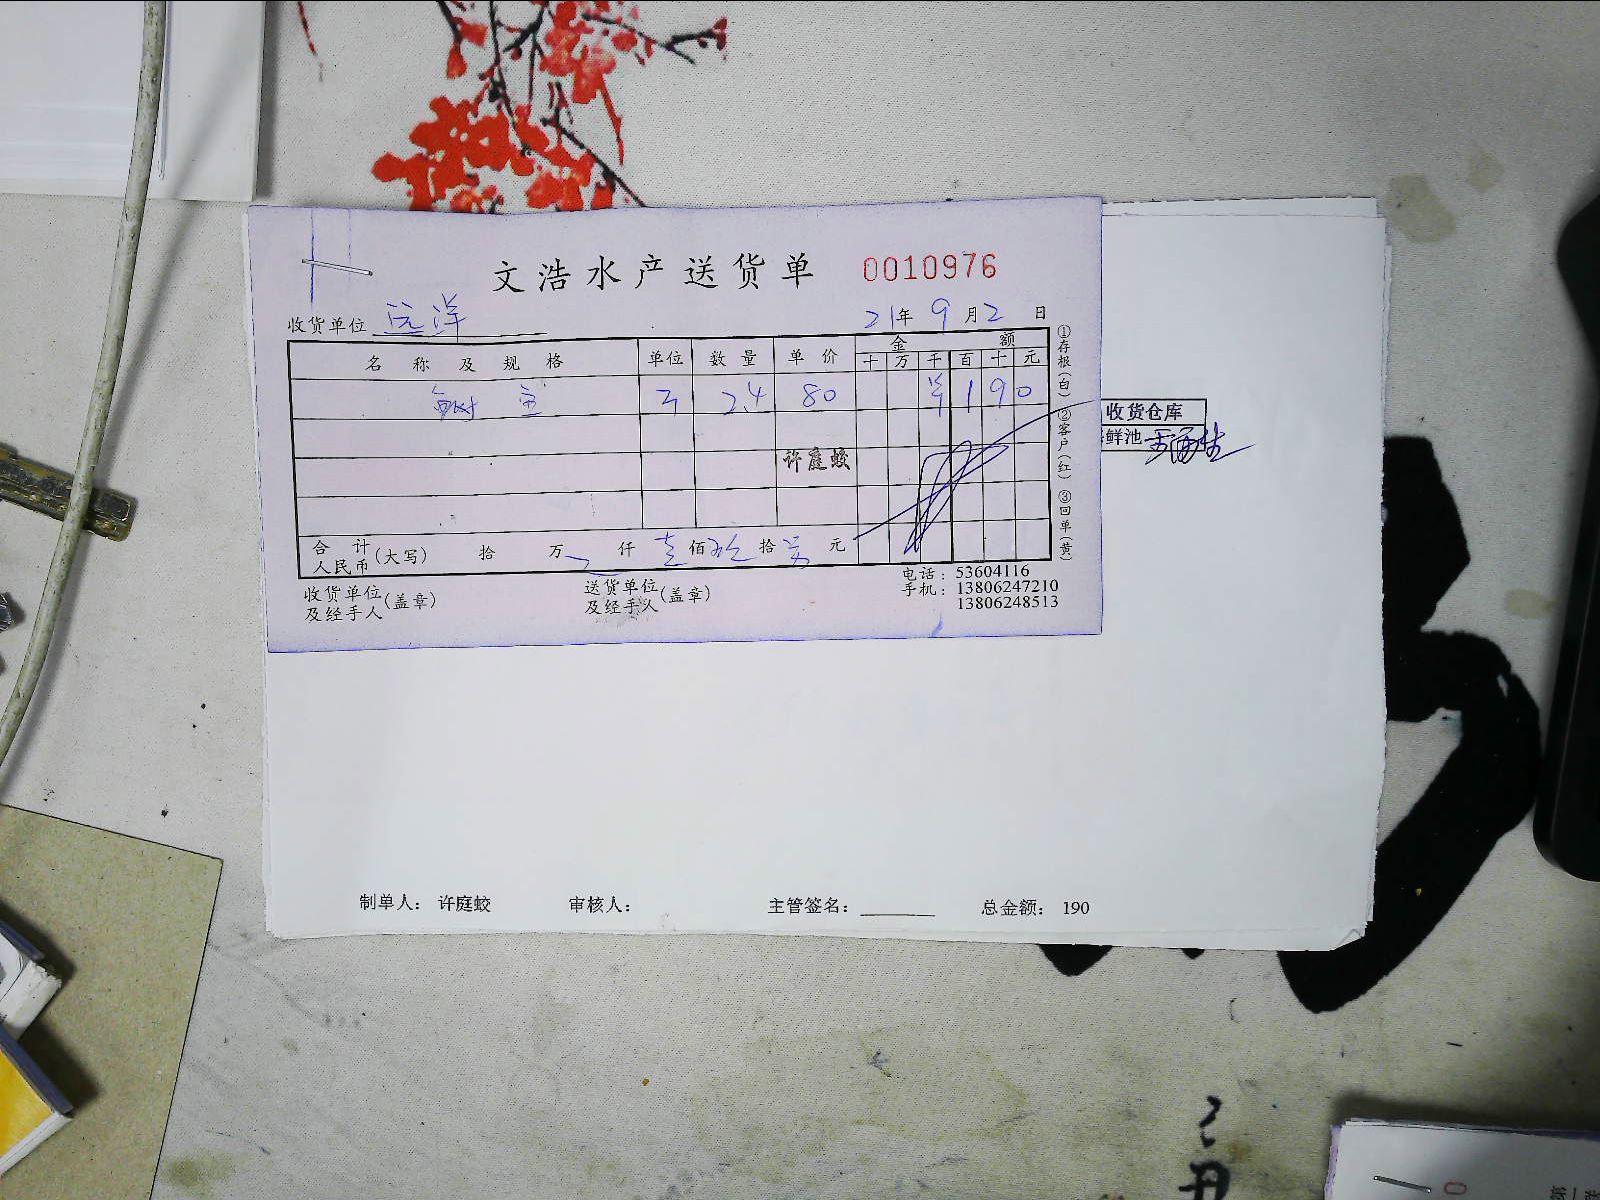 文浩水产送货单 0010976
收货单位 远洋 21年9月2日
名称及规格 单位 数量 单价 金额
十 万 千 百 十 元
2.4 80 ¥ 1 9 0
许庭蛟
合计人民币(大写) 拾 万 仟 壹 佰 玖 拾 元
收货单位及经手人(盖章) 送货单位及经手人(盖章)
电话:53604116
手机:13806247210
13806248513
①存根(白) ②客户(红) ③回单(黄)
收货仓库
鲜池
制单人: 许庭蛟 审核人: 主管签名: 总金额: 190